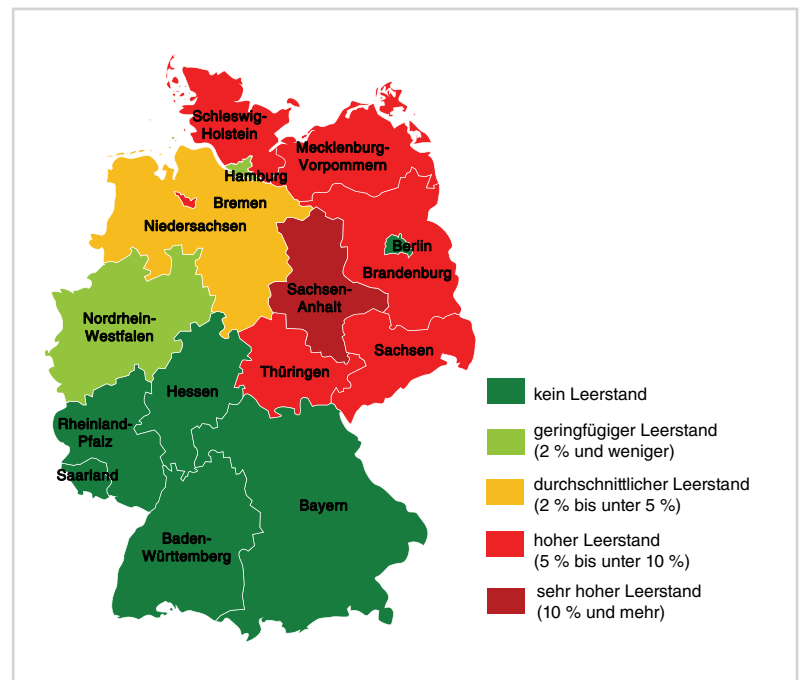 Schleswig-
Holstein
Mecklenburg-
Vorpommern
Hamburg
Bremen
Niedersachsen
Berlin
Brandenburg
Sachsen-
Anhalt
Nordrhein-
Westfalen
Sachsen
Thüringen
Hessen
Rheinland-
Pfalz
Saarland
Bayern
Baden-
Württemberg
kein Leerstand
geringfügiger Leerstand
(2 % und weniger)
durchschnittlicher Leerstand
(2 % bis unter 5 %)
hoher Leerstand
(5 % bis unter 10 %)
sehr hoher Leerstand
(10 % und mehr)